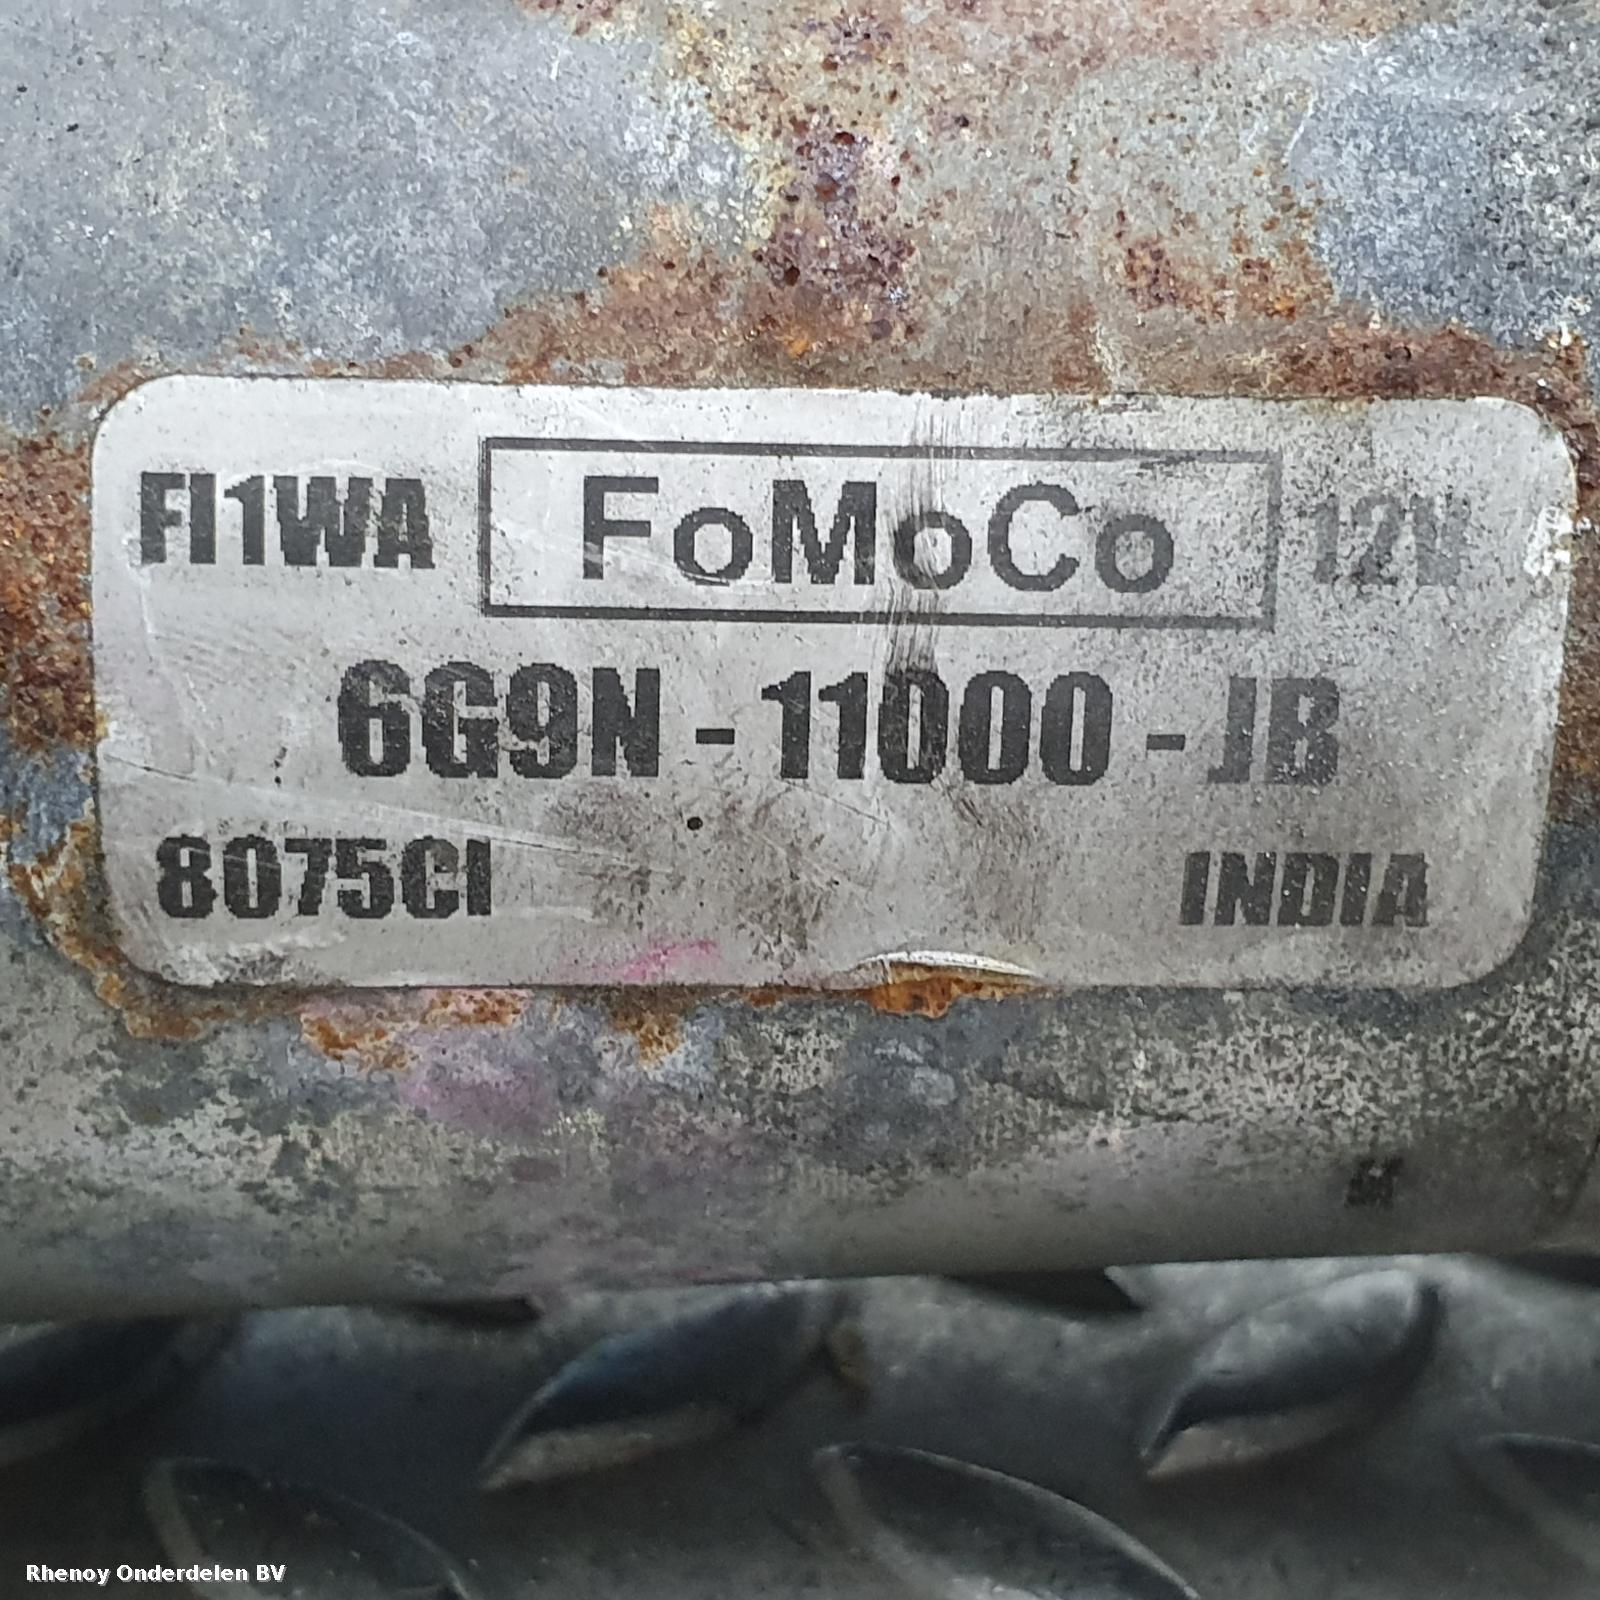 FI1WA FoMoCo 12V
6G9N - 11000 - JB
8075CI INDIA
Rhenoy Onderdelen BV